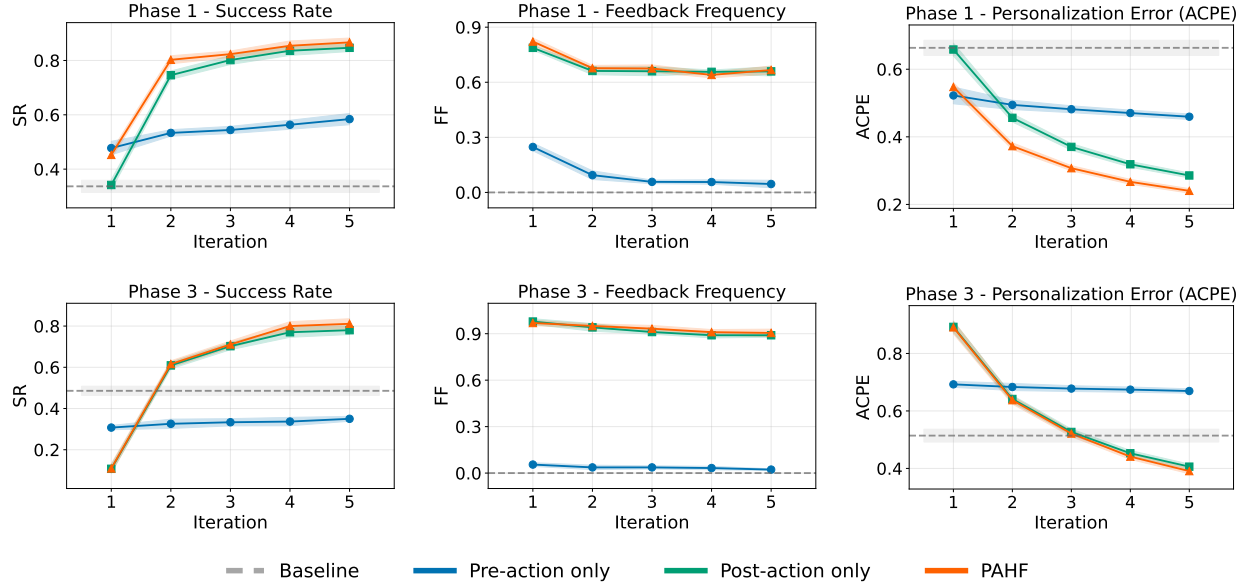 Phase 1 - Success Rate
SR
0.8
0.6
0.4
1 2 3 4 5
Iteration
Phase 1 - Feedback Frequency
FF
0.9
0.6
0.3
0.0
1 2 3 4 5
Iteration
Phase 1 - Personalization Error (ACPE)
ACPE
0.6
0.4
0.2
1 2 3 4 5
Iteration
Phase 3 - Success Rate
SR
0.8
0.6
0.4
0.2
1 2 3 4 5
Iteration
Phase 3 - Feedback Frequency
FF
0.9
0.6
0.3
0.0
1 2 3 4 5
Iteration
Phase 3 - Personalization Error (ACPE)
ACPE
0.8
0.6
0.4
1 2 3 4 5
Iteration
Baseline Pre-action only Post-action only PAHF